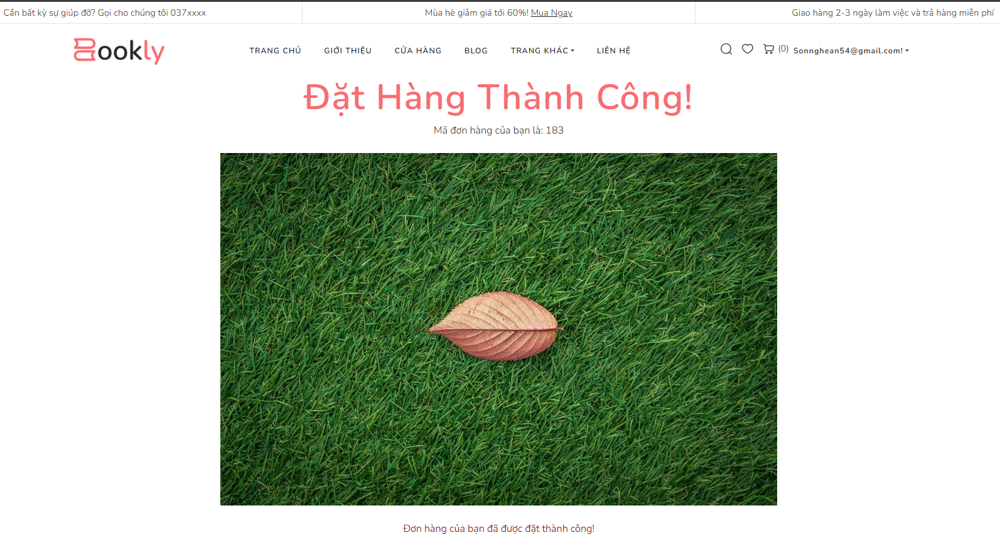 Cần bất kỳ sự giúp đỡ? Gọi cho chúng tôi 037xxxx
Mùa hè giảm giá tới 60%! Mua Ngay
Giao hàng 2-3 ngày làm việc và trả hàng miễn phí
Bookly
TRANG CHỦ
GIỚI THIỆU
CỬA HÀNG
BLOG
TRANG KHÁC
LIÊN HỆ
(0)
Sonnghean54@gmail.com!
Đặt Hàng Thành Công!
Mã đơn hàng của bạn là: 183
Đơn hàng của bạn đã được đặt thành công!